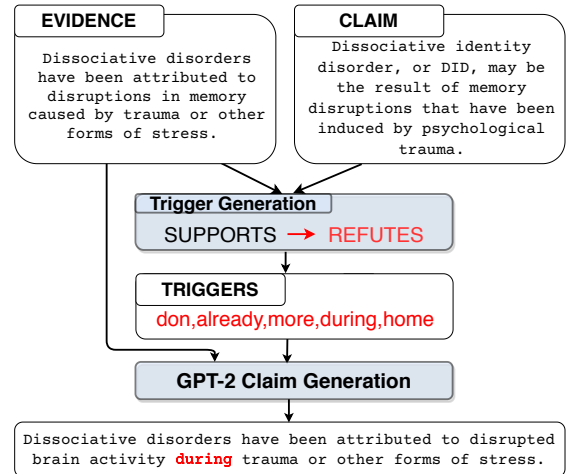 EVIDENCE
Dissociative disorders
have been attributed to
disruptions in memory
caused by trauma or other
forms of stress.
CLAIM
Dissociative identity
disorder, or DID, may be
the result of memory
disruptions that have been
induced by psychological
trauma.
Trigger Generation
SUPPORTS → REFUTES
TRIGGERS
don,already,more,during,home
GPT-2 Claim Generation
Dissociative disorders have been attributed to disrupted
brain activity during trauma or other forms of stress.